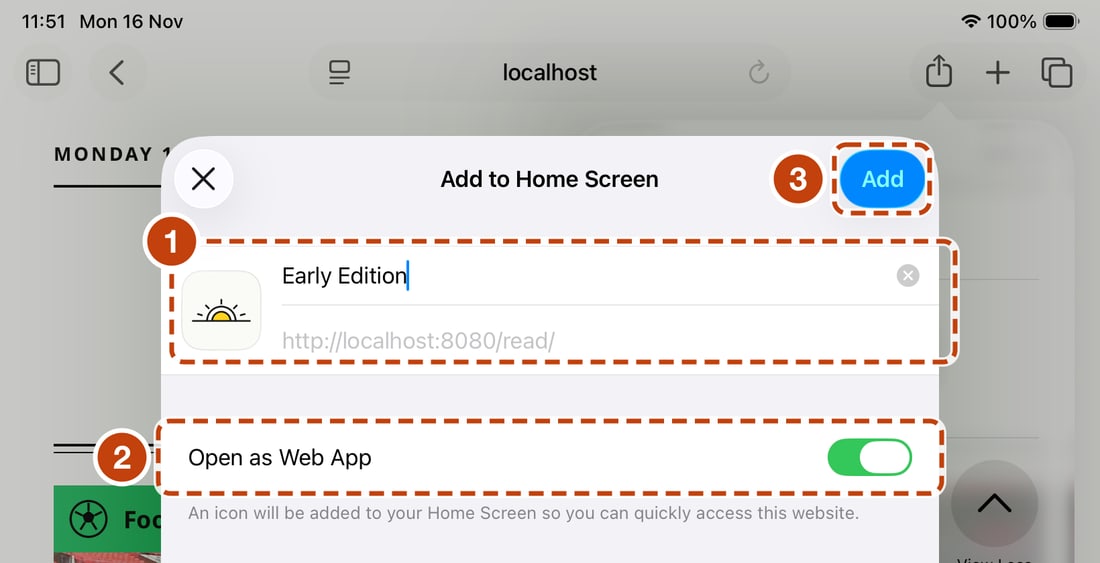 11:51 Mon 16 Nov 100%
localhost
MONDAY 1
Add to Home Screen
3
Add
1
Early Edition
http://localhost:8080/read/
2
Open as Web App
An icon will be added to your Home Screen so you can quickly access this website.
Foo